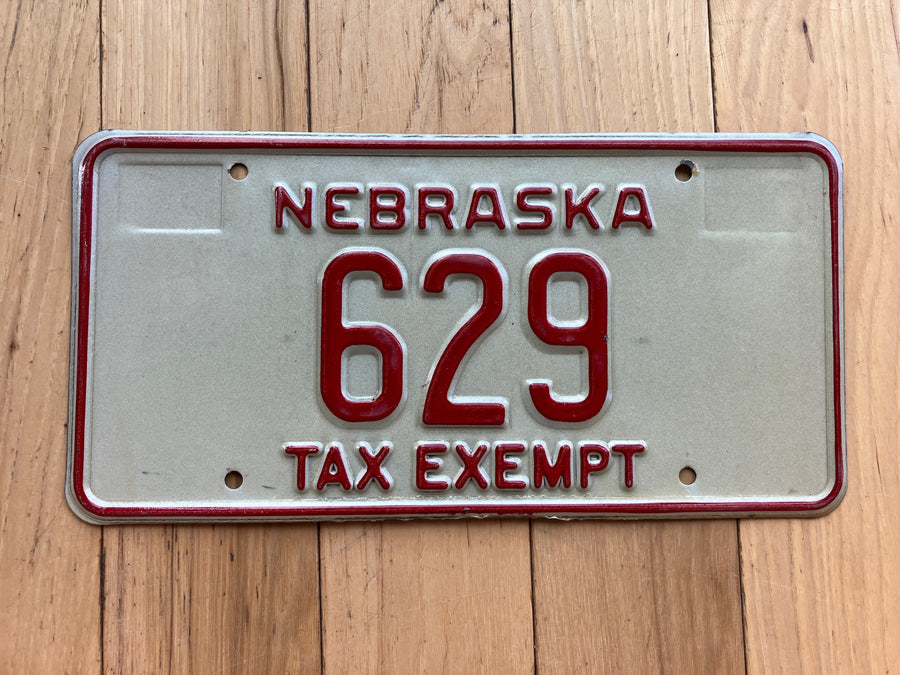 NEBRASKA
629
TAX EXEMPT